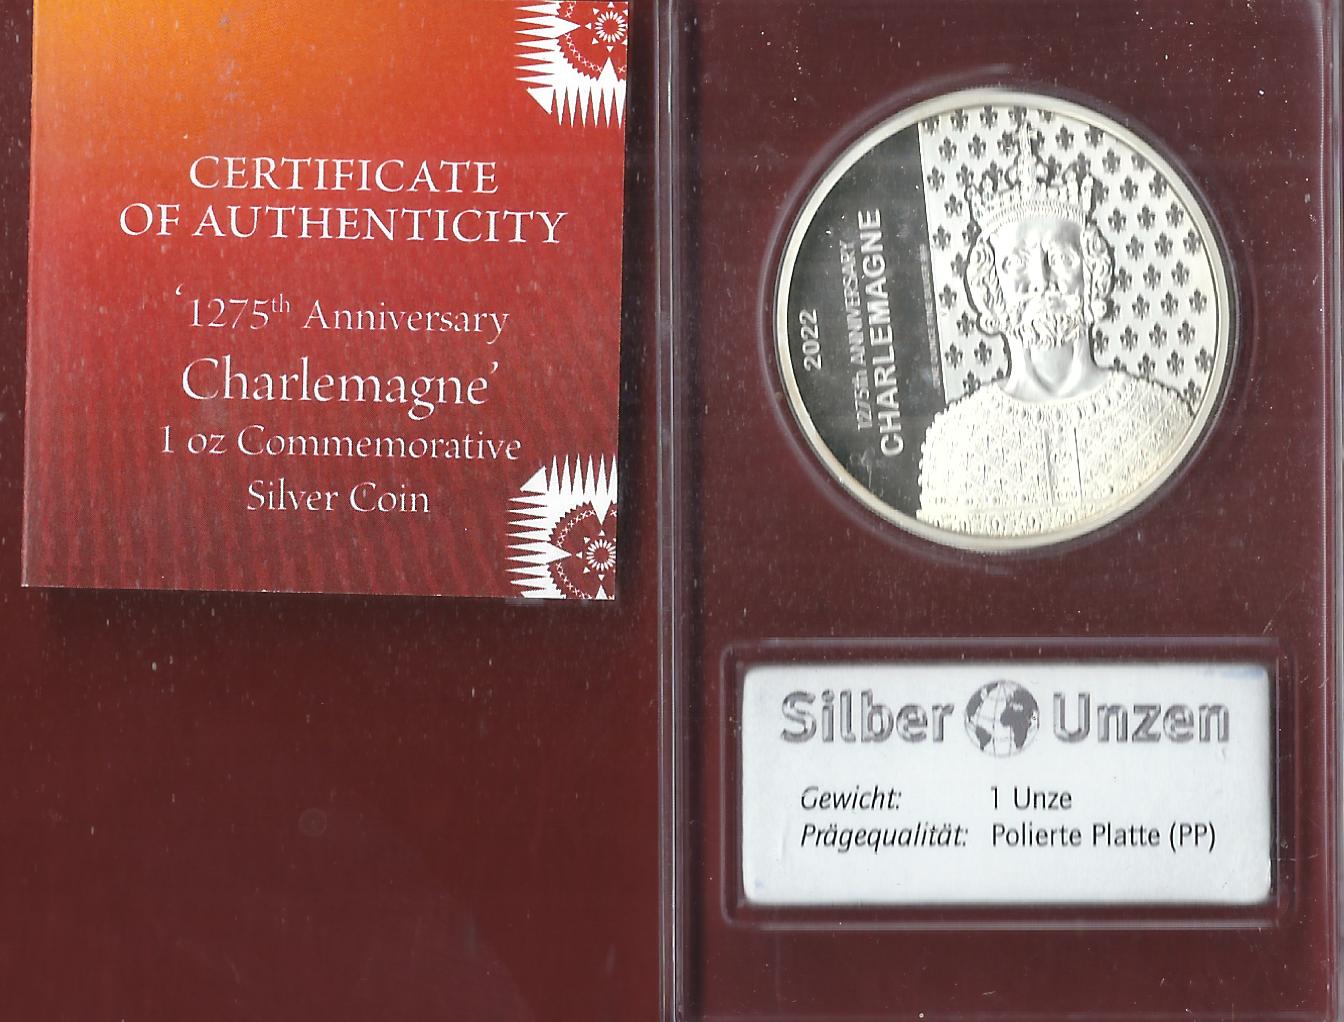 CERTIFICATE
OF AUTHENTICITY
‘1275th Anniversary
Charlemagne’
1 oz Commemorative
Silver Coin
2022
1275th ANNIVERSARY
CHARLEMAGNE
Silber Unzen
Gewicht: 1 Unze
Prägequalität: Polierte Platte (PP)